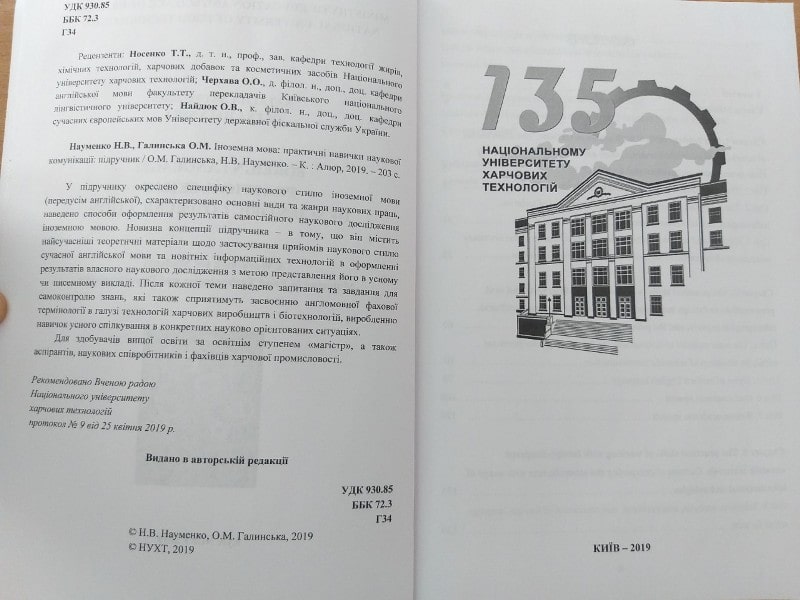 УДК 930.85
ББК 72.3
Г34
Рецензенти: Носенко Т.Т., д. т. н., проф., зав. кафедри технології жирів,
хімічних технологій, харчових добавок та косметичних засобів Національного
університету харчових технологій; Черхава О.О., д. філол. н., доц., доц. кафедри
англійської мови факультету перекладачів Київського національного
лінгвістичного університету; Найдюк О.В., к. філол. н., доц., доц. кафедри
сучасних європейських мов Університету державної фіскальної служби України.
Науменко Н.В., Галинська О.М. Іноземна мова: практичні навички наукової
комунікації: підручник / О.М. Галинська, Н.В. Науменко. – К. : Алюр, 2019. – 203 с.
У підручнику окреслено специфіку наукового стилю іноземної мови
(передусім англійської), схарактеризовано основні види та жанри наукових праць,
наведено способи оформлення результатів самостійного наукового дослідження
іноземною мовою. Новизна концепції підручника – в тому, що він містить
найсучасніші теоретичні матеріали щодо застосування прийомів наукового стилю
сучасної англійської мови та новітніх інформаційних технологій в оформленні
результатів власного наукового дослідження з метою представлення його в усному
чи писемному викладі. Після кожної теми наведено запитання та завдання для
самоконтролю знань, які також сприятимуть засвоєнню англомовної фахової
термінології в галузі технологій харчових виробництв і біотехнологій, виробленню
навичок усного спілкування в конкретних науково орієнтованих ситуаціях.
Для здобувачів вищої освіти за освітнім ступенем «магістр», а також
аспірантів, наукових співробітників і фахівців харчової промисловості.
Рекомендовано Вченою радою
Національного університету
харчових технологій
протокол № 9 від 25 квітня 2019 р.
Видано в авторській редакції
УДК 930.85
ББК 72.3
Г34
© Н.В. Науменко, О.М. Галинська, 2019
© НУХТ, 2019
135
НАЦІОНАЛЬНОМУ
УНІВЕРСИТЕТУ
ХАРЧОВИХ
ТЕХНОЛОГІЙ
КИЇВ – 2019